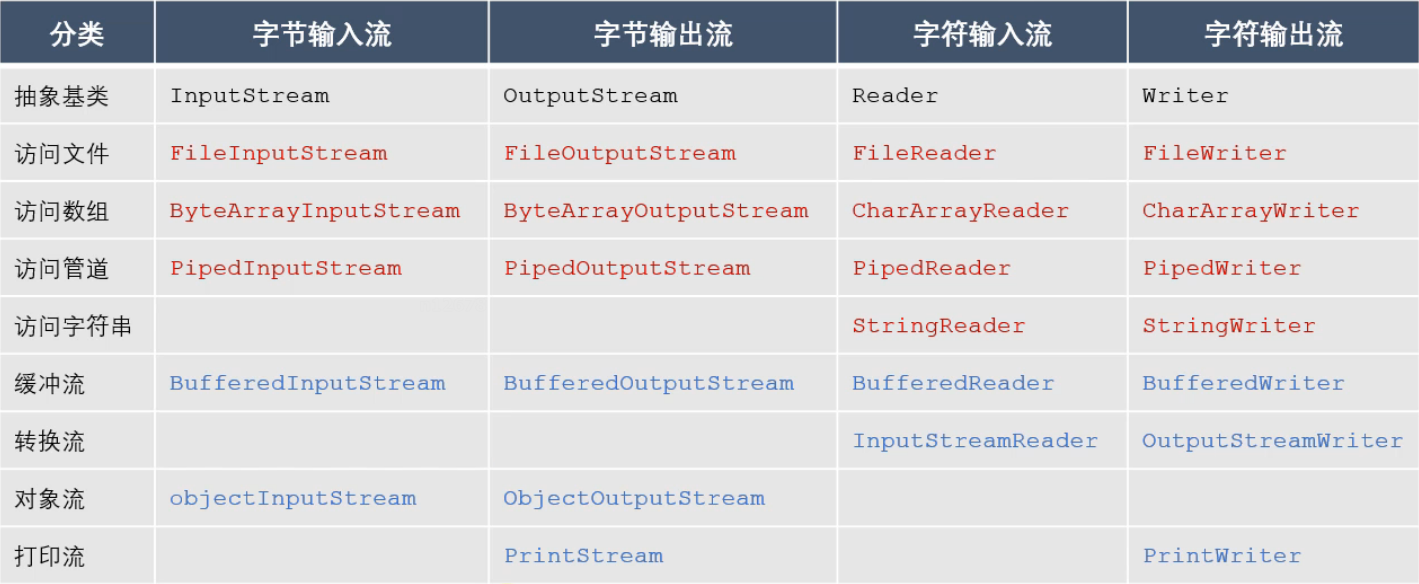 分类 字节输入流 字节输出流 字符输入流 字符输出流
抽象基类 InputStream OutputStream Reader Writer
访问文件 FileInputStream FileOutputStream FileReader FileWriter
访问数组 ByteArrayInputStream ByteArrayOutputStream CharArrayReader CharArrayWriter
访问管道 PipedInputStream PipedOutputStream PipedReader PipedWriter
访问字符串 StringReader StringWriter
缓冲流 BufferedInputStream BufferedOutputStream BufferedReader BufferedWriter
转换流 InputStreamReader OutputStreamWriter
对象流 objectInputStream ObjectOutputStream
打印流 PrintStream PrintWriter